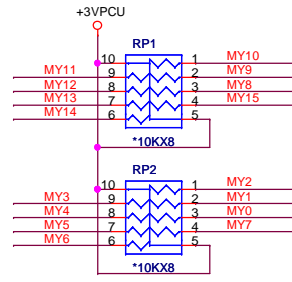 +3VPCU
RP1
10 1 MY10
MY11 9 2 MY9
MY12 8 3 MY8
MY13 7 4 MY15
MY14 6 5
*10KX8
RP2
10 1 MY2
MY3 9 2 MY1
MY4 8 3 MY0
MY5 7 4 MY7
MY6 6 5
*10KX8